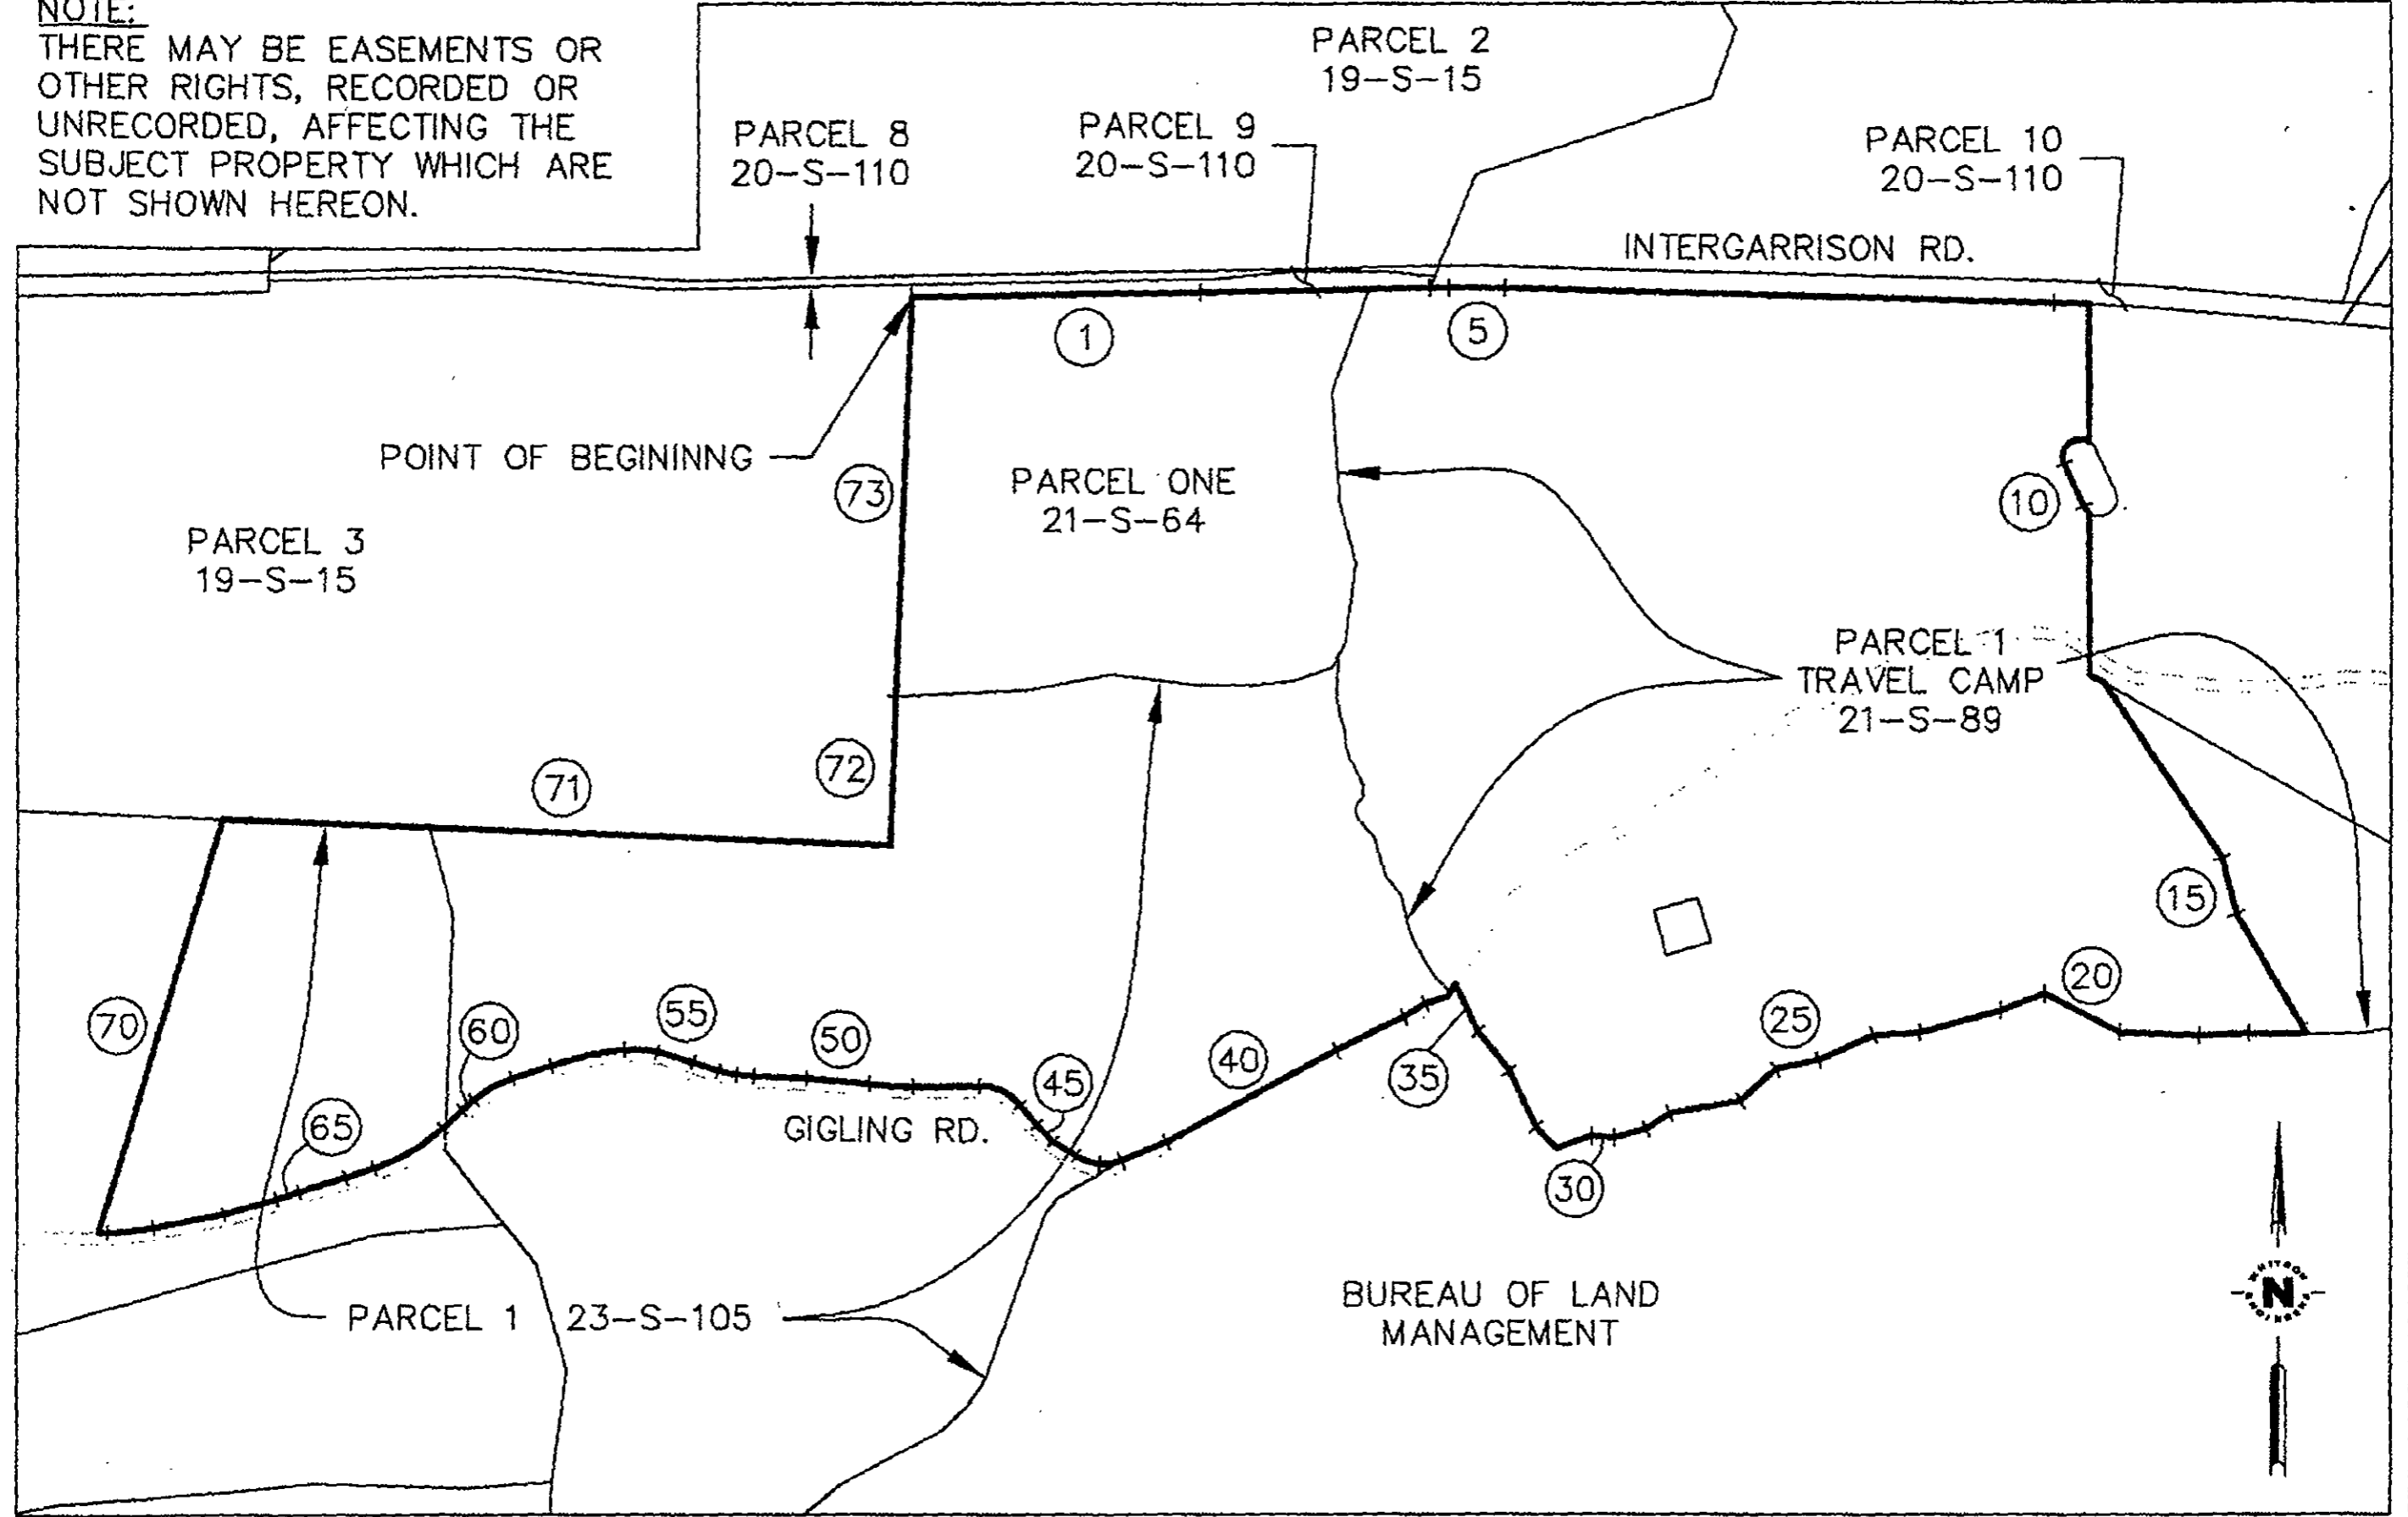 NOTE:
THERE MAY BE EASEMENTS OR
OTHER RIGHTS, RECORDED OR
UNRECORDED, AFFECTING THE
SUBJECT PROPERTY WHICH ARE
NOT SHOWN HEREON.
PARCEL 2
19-S-15
PARCEL 8
20-S-110
PARCEL 9
20-S-110
PARCEL 10
20-S-110
INTERGARRISON RD.
1
5
POINT OF BEGININNG
73
PARCEL ONE
21-S-64
10
PARCEL 3
19-S-15
PARCEL 1
TRAVEL CAMP
21-S-89
72
71
15
20
70
60
55
50
45
40
35
25
65
GIGLING RD.
30
PARCEL 1 23-S-105
BUREAU OF LAND
MANAGEMENT
WHITSON
N
ENGINEERS